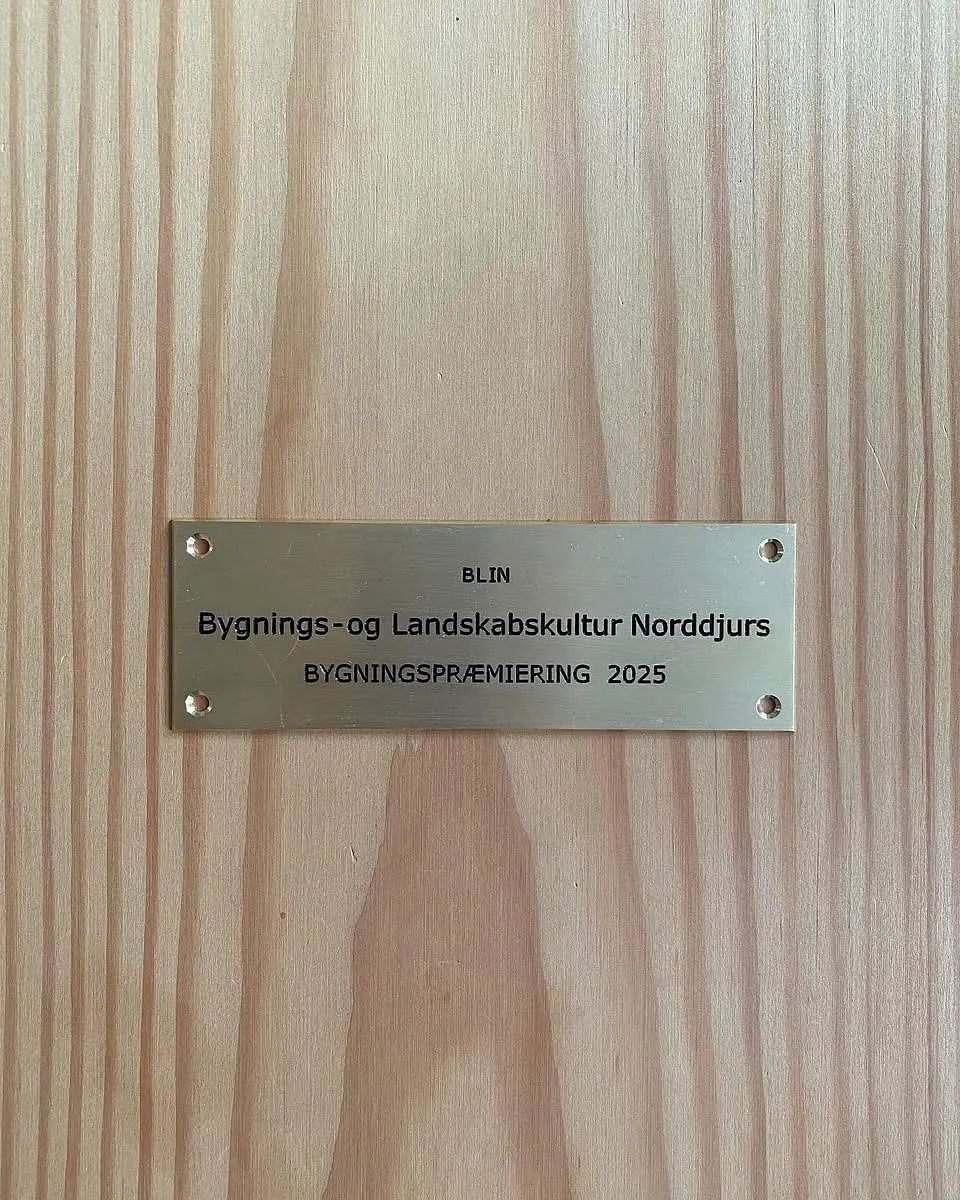 BLIN
Bygnings-og Landskabskultur Norddjurs
BYGNINGSPRÆMIERING 2025